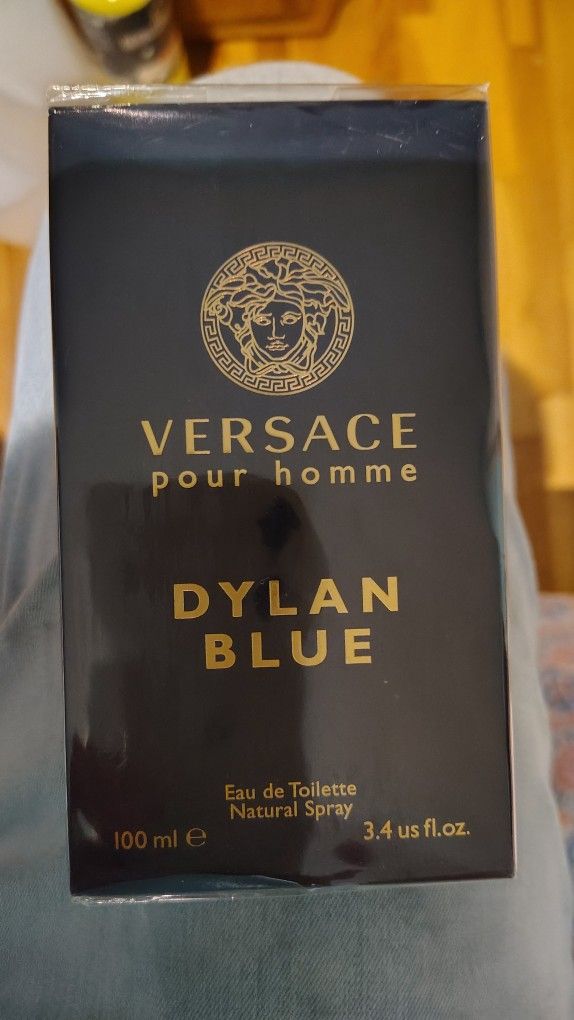 VERSACE
pour homme
DYLAN
BLUE
Eau de Toilette
Natural Spray
100 ml ℮
3.4 us fl.oz.